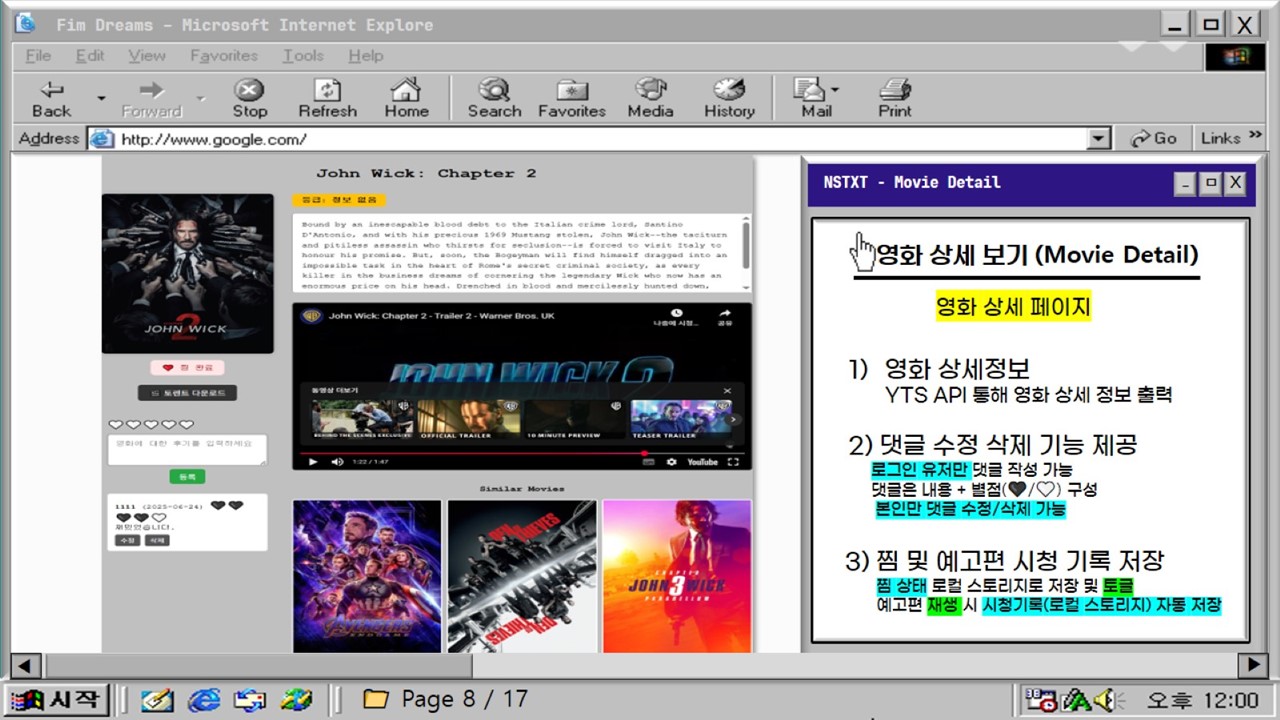 Fim Dreams - Microsoft Internet Explore
File Edit View Favorites Tools Help
Back Forward Stop Refresh Home Search Favorites Media History Mail Print
Address http://www.google.com/ Go Links »
John Wick: Chapter 2
등급: 정보 없음
Bound by an inescapable blood debt to the Italian crime lord, Santino
D'Antonio, and with his precious 1969 Mustang stolen, John Wick--the taciturn
and pitiless assassin who thirsts for seclusion--is forced to visit Italy to
honour his promise. But, soon, the Bogeyman will find himself dragged into an
impossible task in the heart of Rome's secret criminal society, as every
killer in the business dreams of cornering the legendary Wick who now has an
enormous price on his head. Drenched in blood and mercilessly hunted down,
JOHN WICK
2
찜 완료
토렌트 다운로드
영화에 대한 후기를 입력하세요
등록
1111 (2025-06-24)
재밌었습니다.
수정 삭제
John Wick: Chapter 2 - Trailer 2 - Warner Bros. UK
나중에 시청... 공유
JOHN WICK 2
동영상 더보기
BEHIND THE SCENES EXCLUSIVE OFFICIAL TRAILER 10 MINUTE PREVIEW TEASER TRAILER
1:22 / 1:47 YouTube
Similar Movies
AVENGERS
ENDGAME
DEN OF THIEVES
CHAPTER
JOHN 3 WICK
PARABELLUM
NSTXT - Movie Detail
영화 상세 보기 (Movie Detail)
영화 상세 페이지
1) 영화 상세정보
YTS API 통해 영화 상세 정보 출력
2) 댓글 수정 삭제 기능 제공
로그인 유저만 댓글 작성 가능
댓글은 내용 + 별점(♥/♡) 구성
본인만 댓글 수정/삭제 가능
3) 찜 및 예고편 시청 기록 저장
찜 상태 로컬 스토리지로 저장 및 토글
예고편 재생 시 시청기록(로컬 스토리지) 자동 저장
시작 Page 8 / 17 오후 12:00